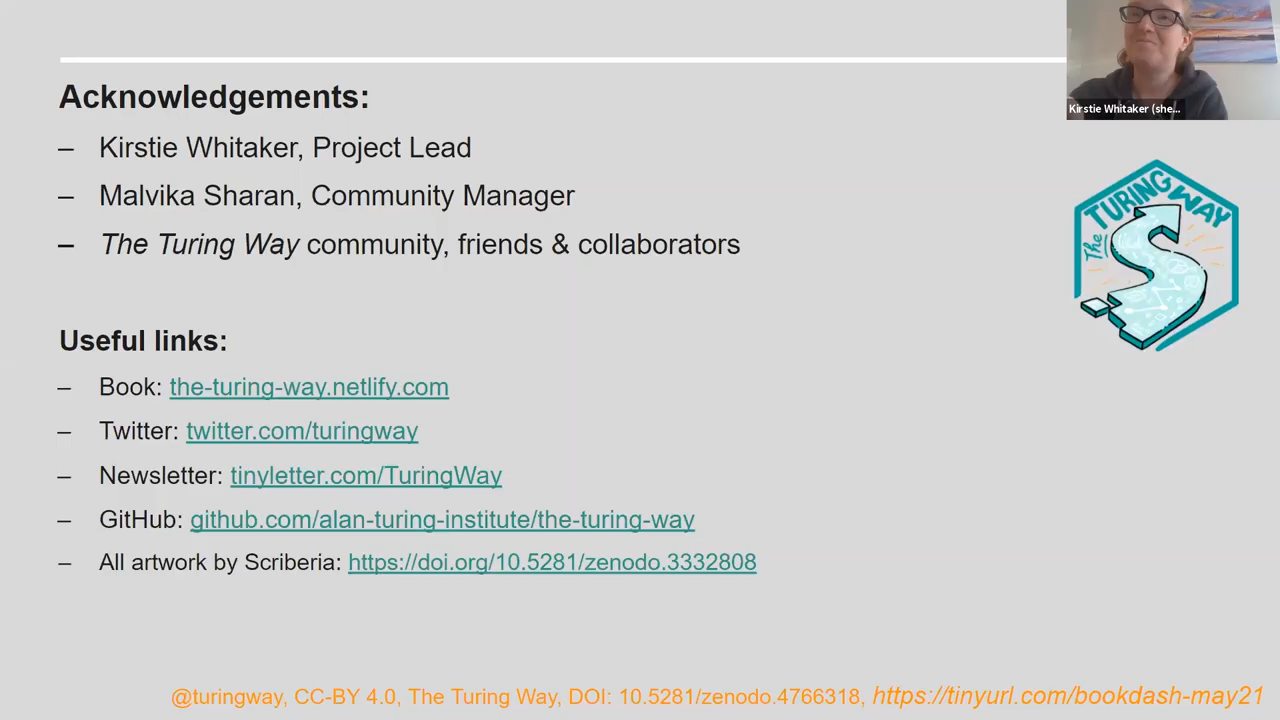 Acknowledgements:
– Kirstie Whitaker, Project Lead
– Malvika Sharan, Community Manager
– The Turing Way community, friends & collaborators
Useful links:
– Book: the-turing-way.netlify.com
– Twitter: twitter.com/turingway
– Newsletter: tinyletter.com/TuringWay
– GitHub: github.com/alan-turing-institute/the-turing-way
– All artwork by Scriberia: https://doi.org/10.5281/zenodo.3332808
Kirstie Whitaker (she...
The TURING WAY
@turingway, CC-BY 4.0, The Turing Way, DOI: 10.5281/zenodo.4766318, https://tinyurl.com/bookdash-may21